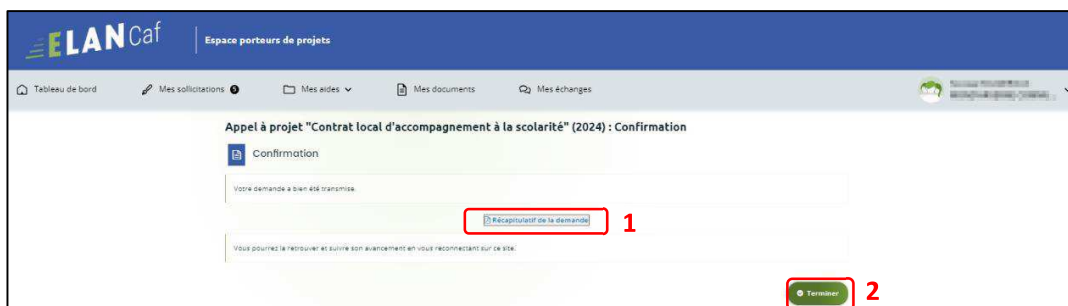 ELAN Caf
Espace porteurs de projets
Tableau de bord
Mes sollicitations 5
Mes aides
Mes documents
Mes échanges
Appel à projet "Contrat local d'accompagnement à la scolarité" (2024) : Confirmation
Confirmation
Votre demande a bien été transmise.
Récapitulatif de la demande
1
Vous pourrez la retrouver et suivre son avancement en vous reconnectant sur ce site.
Terminer
2